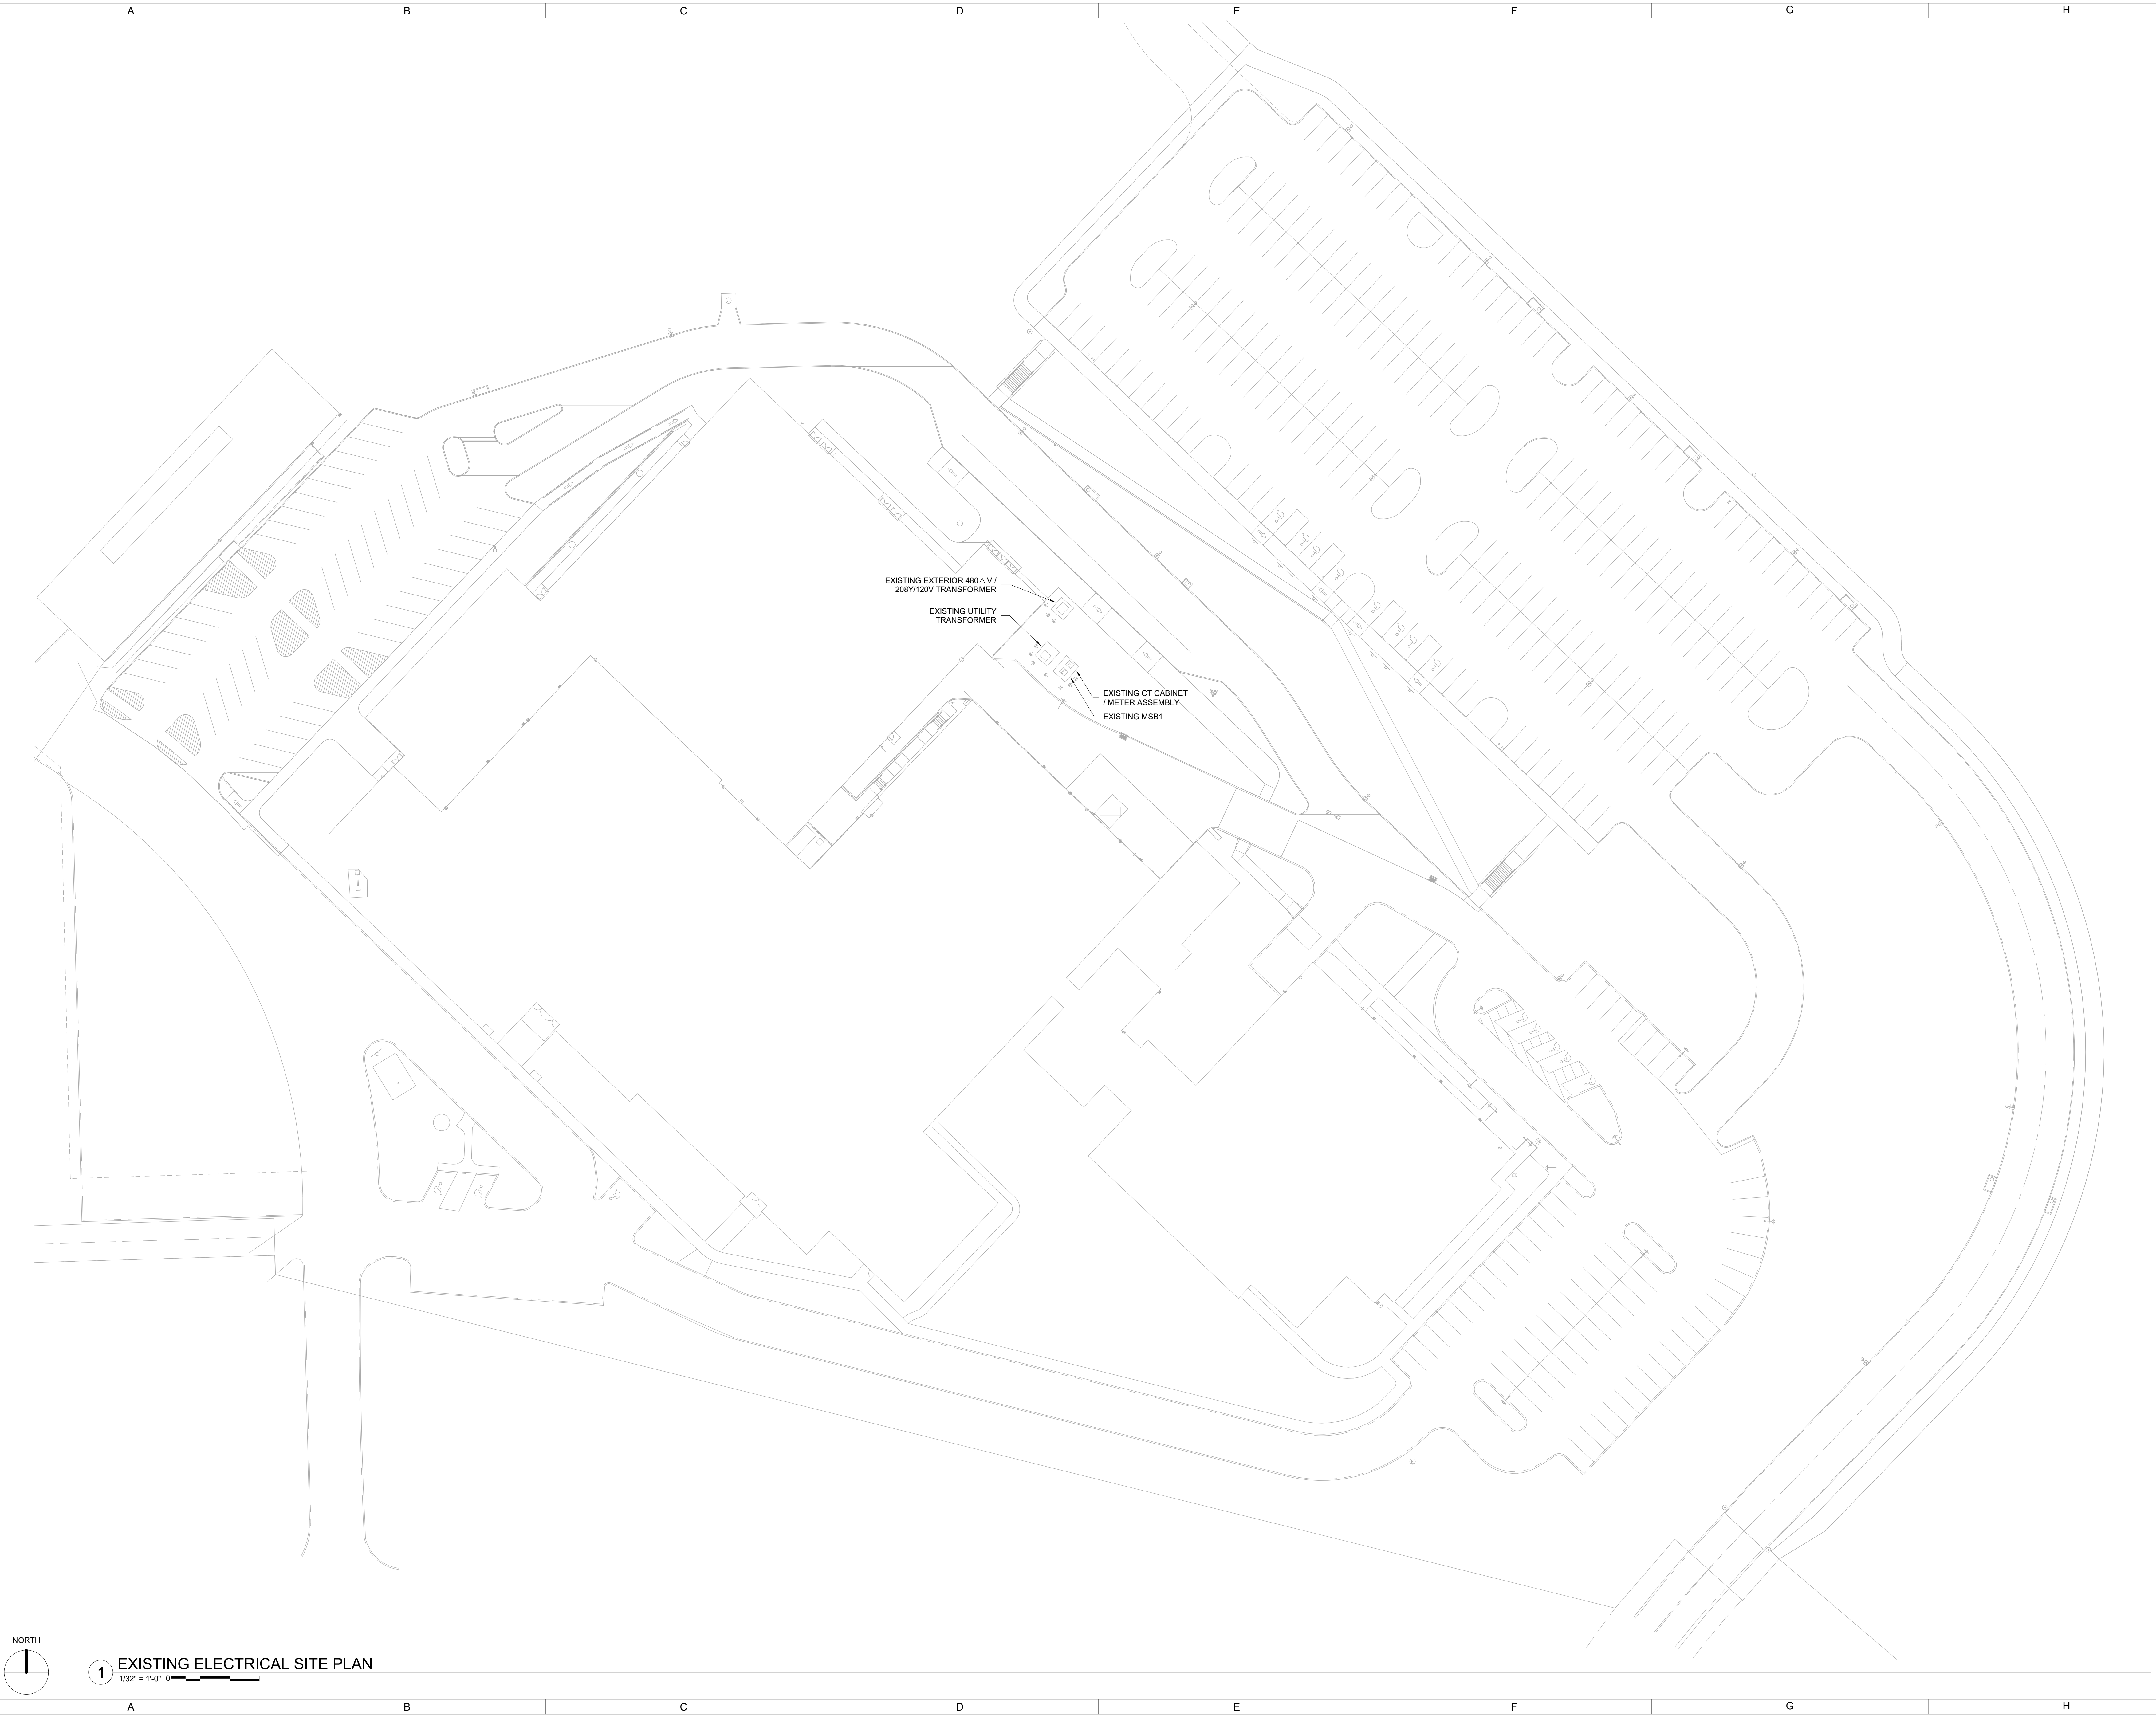 A B C D E F G H
EXISTING EXTERIOR 480△ V /
208Y/120V TRANSFORMER
EXISTING UTILITY
TRANSFORMER
EXISTING CT CABINET
/ METER ASSEMBLY
EXISTING MSB1
NORTH
1 EXISTING ELECTRICAL SITE PLAN
1/32" = 1'-0" 0
A B C D E F G H